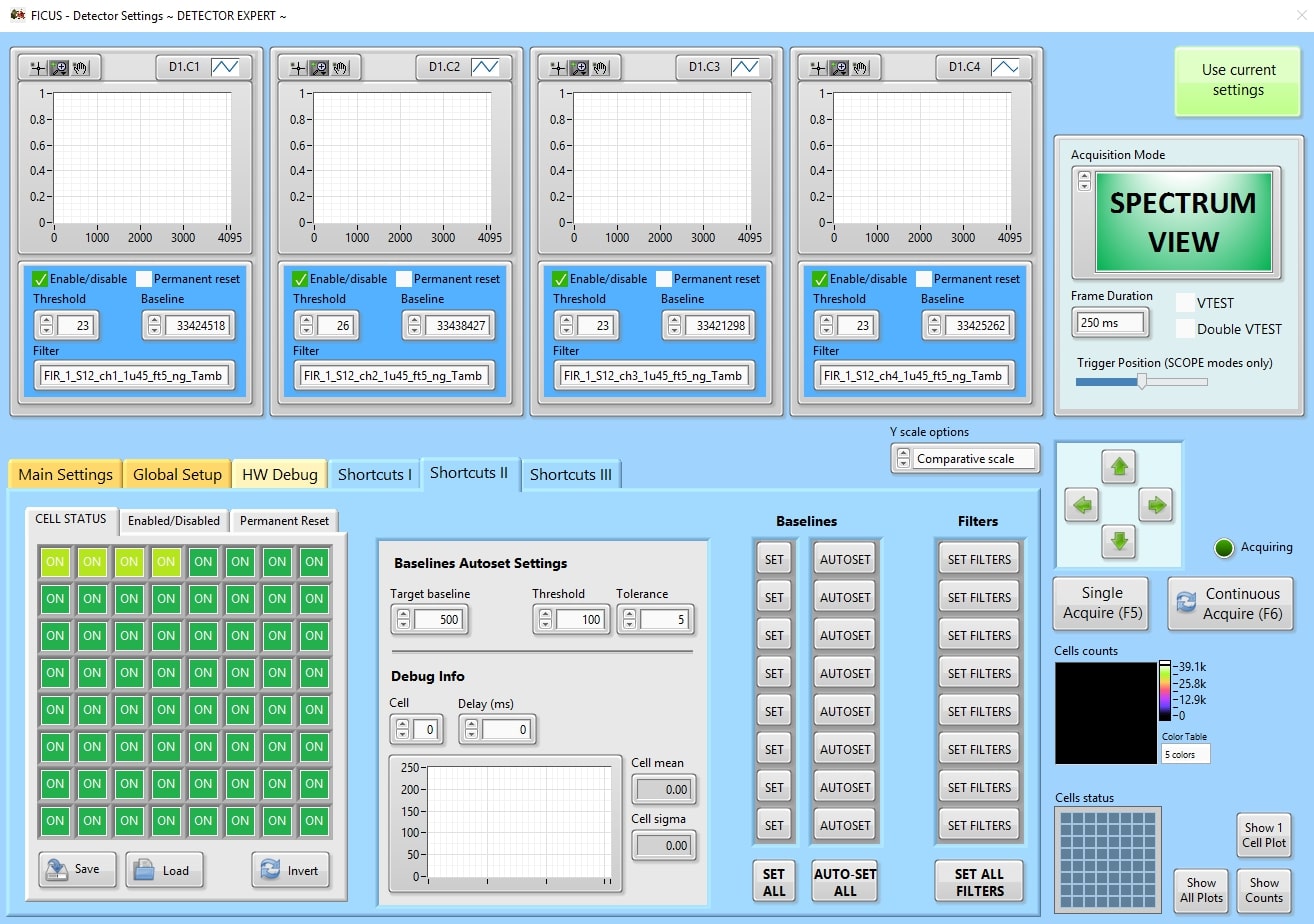 FICUS - Detector Settings ~ DETECTOR EXPERT ~
D1.C1
1
0.8
0.6
0.4
0.2
0
0 1000 2000 3000 4095
Enable/disable Permanent reset
Threshold Baseline
23 33424518
Filter
FIR_1_S12_ch1_1u45_ft5_ng_Tamb
D1.C2
1
0.8
0.6
0.4
0.2
0
0 1000 2000 3000 4095
Enable/disable Permanent reset
Threshold Baseline
26 33438427
Filter
FIR_1_S12_ch2_1u45_ft5_ng_Tamb
D1.C3
1
0.8
0.6
0.4
0.2
0
0 1000 2000 3000 4095
Enable/disable Permanent reset
Threshold Baseline
23 33421298
Filter
FIR_1_S12_ch3_1u45_ft5_ng_Tamb
D1.C4
1
0.8
0.6
0.4
0.2
0
0 1000 2000 3000 4095
Enable/disable Permanent reset
Threshold Baseline
23 33425262
Filter
FIR_1_S12_ch4_1u45_ft5_ng_Tamb
Use current
settings
Acquisition Mode
SPECTRUM
VIEW
Frame Duration
250 ms
VTEST
Double VTEST
Trigger Position (SCOPE modes only)
Y scale options
Comparative scale
Main Settings Global Setup HW Debug Shortcuts I Shortcuts II Shortcuts III
CELL STATUS Enabled/Disabled Permanent Reset
ON ON ON ON ON ON ON ON
ON ON ON ON ON ON ON ON
ON ON ON ON ON ON ON ON
ON ON ON ON ON ON ON ON
ON ON ON ON ON ON ON ON
ON ON ON ON ON ON ON ON
ON ON ON ON ON ON ON ON
ON ON ON ON ON ON ON ON
Save Load Invert
Baselines Autoset Settings
Target baseline Threshold Tolerance
500 100 5
Debug Info
Cell Delay (ms)
0 0
250
200
150
100
50
0
Cell mean
0.00
Cell sigma
0.00
Baselines Filters
SET AUTOSET SET FILTERS
SET AUTOSET SET FILTERS
SET AUTOSET SET FILTERS
SET AUTOSET SET FILTERS
SET AUTOSET SET FILTERS
SET AUTOSET SET FILTERS
SET AUTOSET SET FILTERS
SET AUTOSET SET FILTERS
SET
ALL
AUTO-SET
ALL
SET ALL
FILTERS
Acquiring
Single
Acquire (F5)
Continuous
Acquire (F6)
Cells counts
39.1k
25.8k
12.9k
0
Color Table
5 colors
Cells status
Show 1
Cell Plot
Show
All Plots
Show
Counts